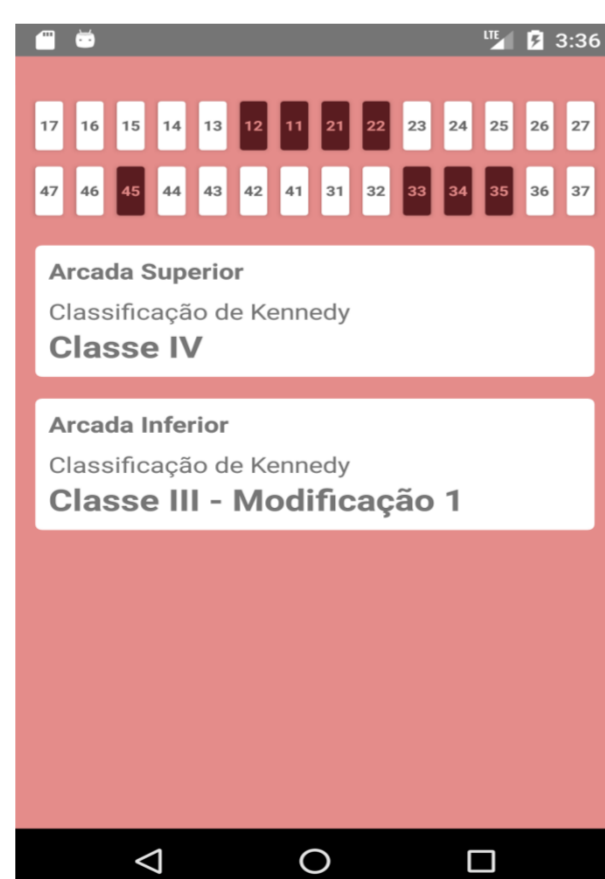 LTE 3:36
17 16 15 14 13 12 11 21 22 23 24 25 26 27
47 46 45 44 43 42 41 31 32 33 34 35 36 37
Arcada Superior
Classificação de Kennedy
Classe IV
Arcada Inferior
Classificação de Kennedy
Classe III - Modificação 1